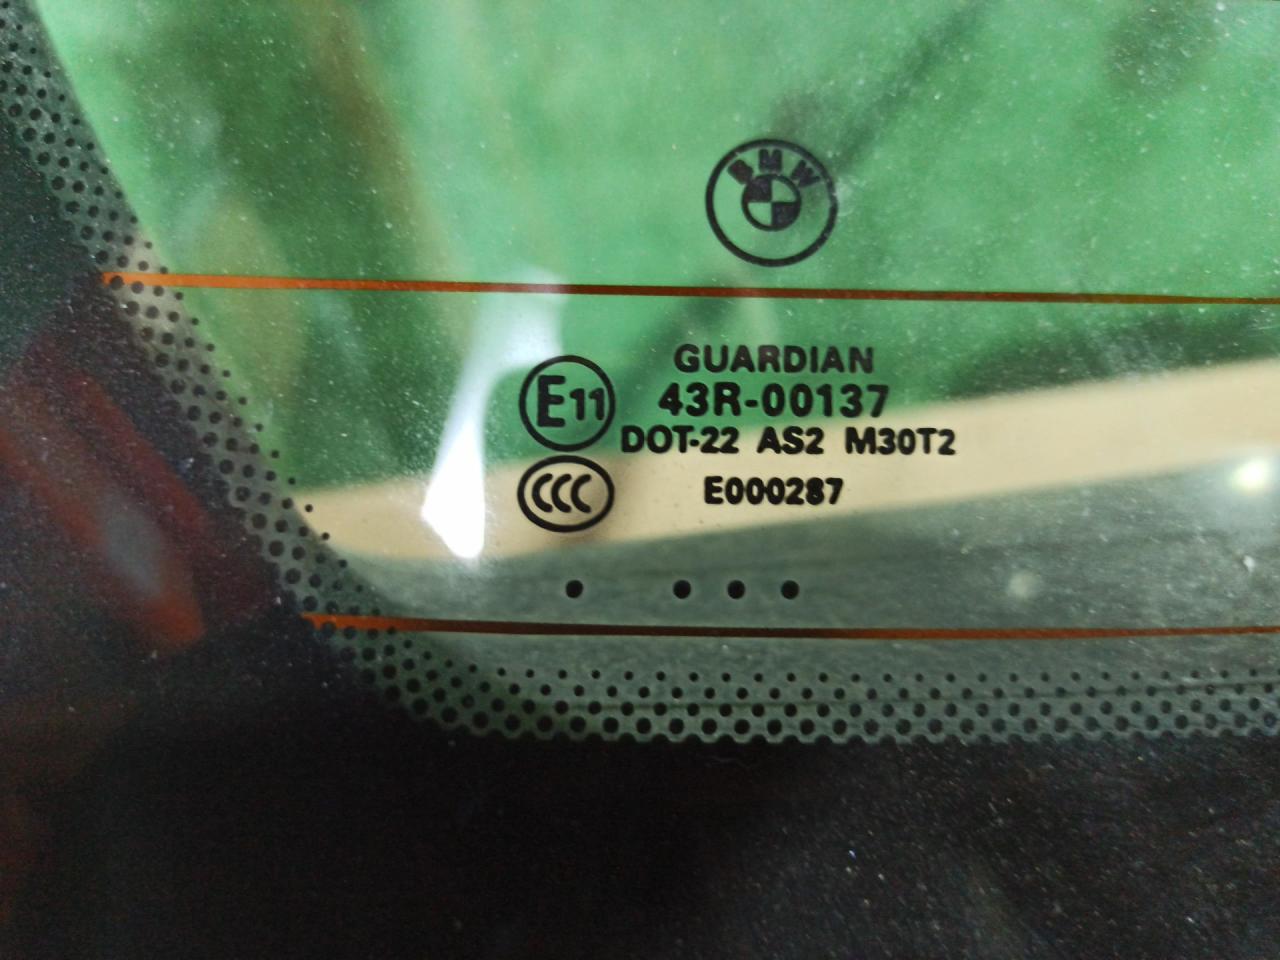 BMW
GUARDIAN
E11 43R-00137
DOT-22 AS2 M30T2
CCC E000287